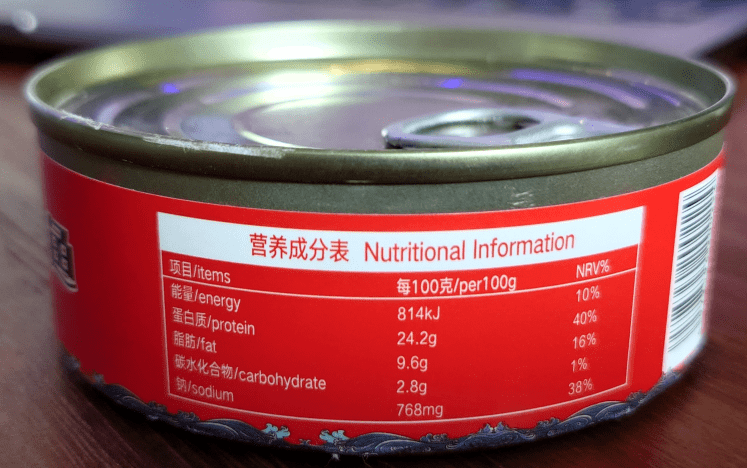 营养成分表 Nutritional Information
项目/items 每100克/per100g NRV%
能量/energy 814kJ 10%
蛋白质/protein 24.2g 40%
脂肪/fat 9.6g 16%
碳水化合物/carbohydrate 2.8g 1%
钠/sodium 768mg 38%